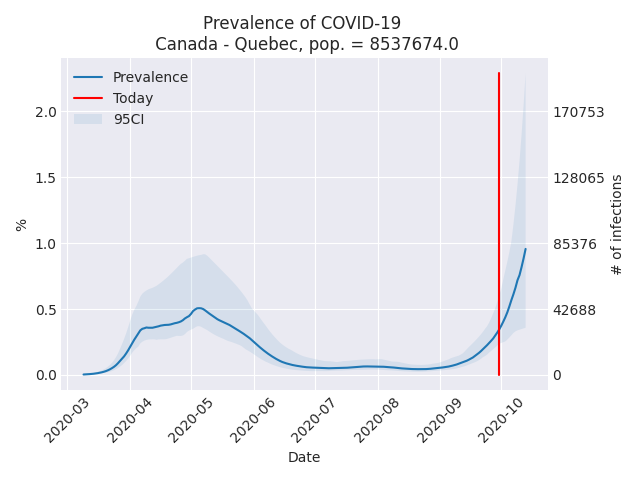 Prevalence of COVID-19
Canada - Quebec, pop. = 8537674.0
Prevalence
Today
95CI
2.0
1.5
1.0
0.5
0.0
%
170753
128065
85376
42688
0
# of infections
2020-03
2020-04
2020-05
2020-06
2020-07
2020-08
2020-09
2020-10
Date